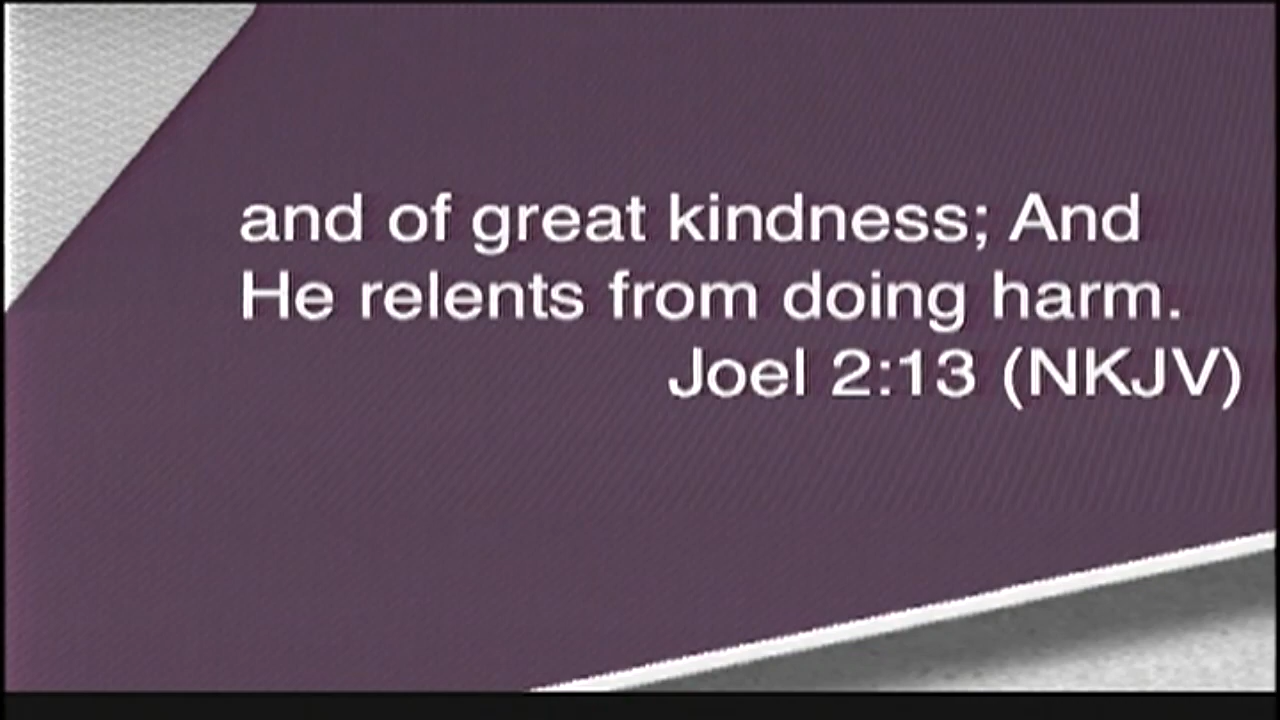 and of great kindness; And
He relents from doing harm.
Joel 2:13 (NKJV)